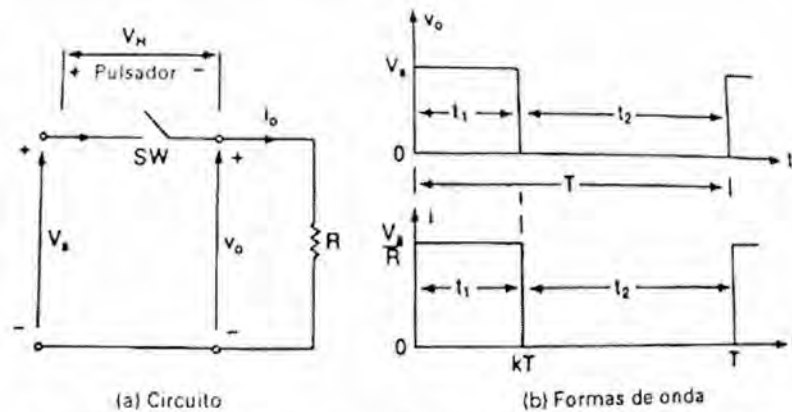 V_H
+ Pulsador −
SW
i_o
+
+
V_s
v_o
R
−
−
(a) Circuito
v_o
V_s
t_1
t_2
0
t
T
i
V_s
R
t_1
t_2
0
kT
T
(b) Formas de onda